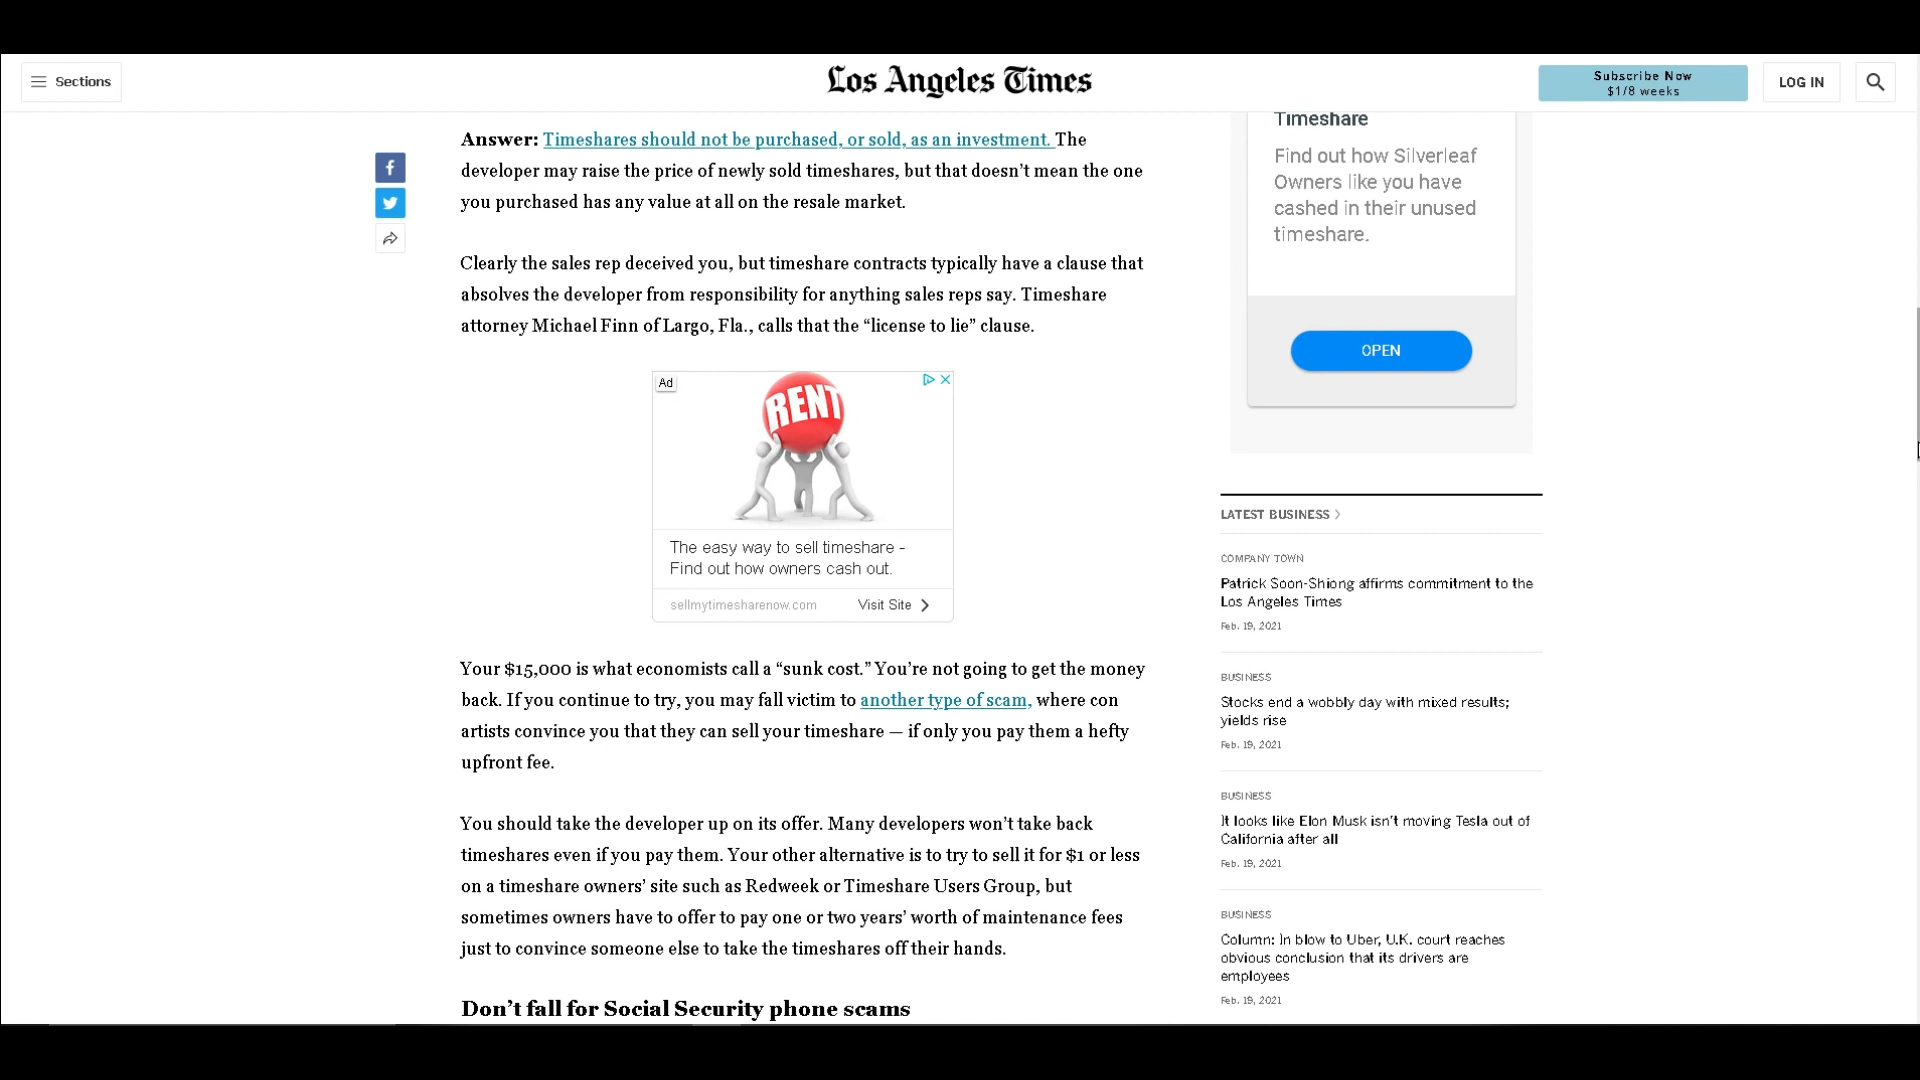 Sections
Los Angeles Times
Subscribe Now
$1/8 weeks
LOG IN
Answer: Timeshares should not be purchased, or sold, as an investment. The
developer may raise the price of newly sold timeshares, but that doesn’t mean the one
you purchased has any value at all on the resale market.
Clearly the sales rep deceived you, but timeshare contracts typically have a clause that
absolves the developer from responsibility for anything sales reps say. Timeshare
attorney Michael Finn of Largo, Fla., calls that the “license to lie” clause.
Ad
RENT
The easy way to sell timeshare -
Find out how owners cash out.
sellmytimesharenow.com
Visit Site
Your $15,000 is what economists call a “sunk cost.” You’re not going to get the money
back. If you continue to try, you may fall victim to another type of scam, where con
artists convince you that they can sell your timeshare — if only you pay them a hefty
upfront fee.
You should take the developer up on its offer. Many developers won’t take back
timeshares even if you pay them. Your other alternative is to try to sell it for $1 or less
on a timeshare owners’ site such as Redweek or Timeshare Users Group, but
sometimes owners have to offer to pay one or two years’ worth of maintenance fees
just to convince someone else to take the timeshares off their hands.
Don’t fall for Social Security phone scams
Timeshare
Find out how Silverleaf
Owners like you have
cashed in their unused
timeshare.
OPEN
LATEST BUSINESS
COMPANY TOWN
Patrick Soon-Shiong affirms commitment to the
Los Angeles Times
Feb. 19, 2021
BUSINESS
Stocks end a wobbly day with mixed results;
yields rise
Feb. 19, 2021
BUSINESS
It looks like Elon Musk isn’t moving Tesla out of
California after all
Feb. 19, 2021
BUSINESS
Column: In blow to Uber, U.K. court reaches
obvious conclusion that its drivers are
employees
Feb. 19, 2021